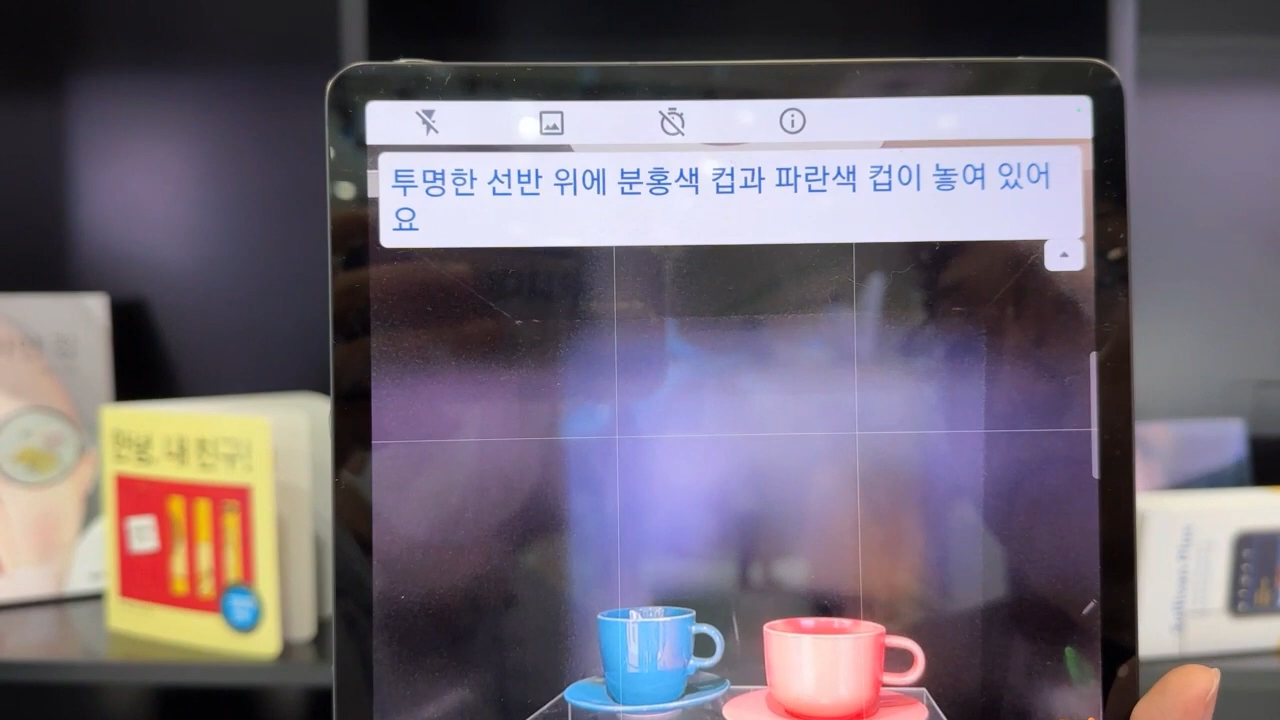 투명한 선반 위에 분홍색 컵과 파란색 컵이 놓여 있어
요
안녕, 내 친구!